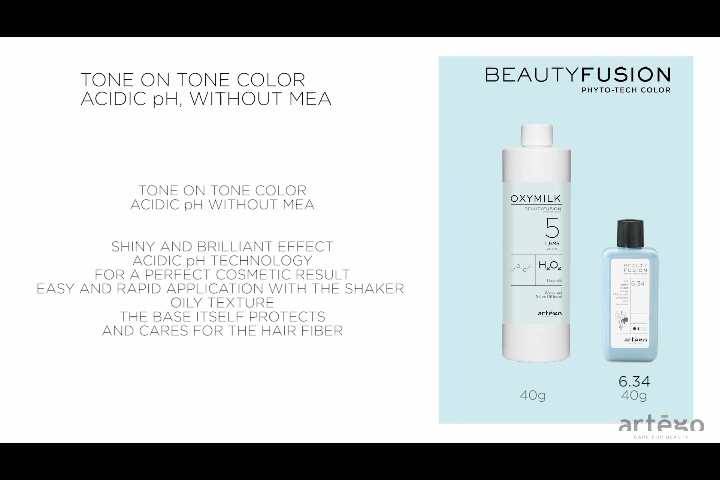 TONE ON TONE COLOR
ACIDIC pH, WITHOUT MEA
TONE ON TONE COLOR
ACIDIC pH WITHOUT MEA
SHINY AND BRILLIANT EFFECT
ACIDIC pH TECHNOLOGY
FOR A PERFECT COSMETIC RESULT
EASY AND RAPID APPLICATION WITH THE SHAKER
OILY TEXTURE
THE BASE ITSELF PROTECTS
AND CARES FOR THE HAIR FIBER
BEAUTYFUSION
PHYTO-TECH COLOR
OXYMILK
BEAUTYFUSION
5
H₂O₂
artègo
BEAUTY
FUSION
6.34
artègo
40g
6.34
40g
artègo
CARE FOR BEAUTY